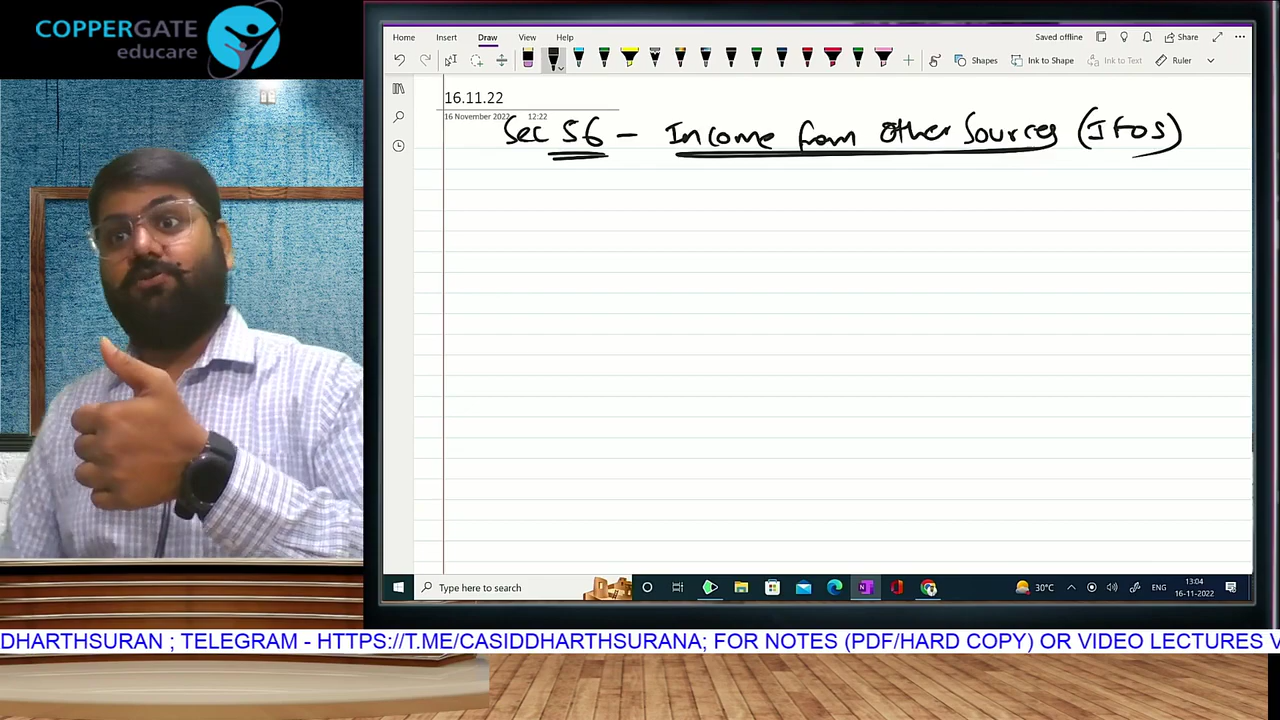 COPPERGATE
educare
Home Insert Draw View Help
Saved offline
Share
Shapes
Ink to Shape
Ink to Text
Ruler
16.11.22
16 November 2022 12:22
Sec 56 - Income from Other Sources (IFOS)
Type here to search
30°C
ENG
13:04
16-11-2022
DHARTHSURAN ; TELEGRAM - HTTPS://T.ME/CASIDDHARTHSURANA; FOR NOTES (PDF/HARD COPY) OR VIDEO LECTURES V